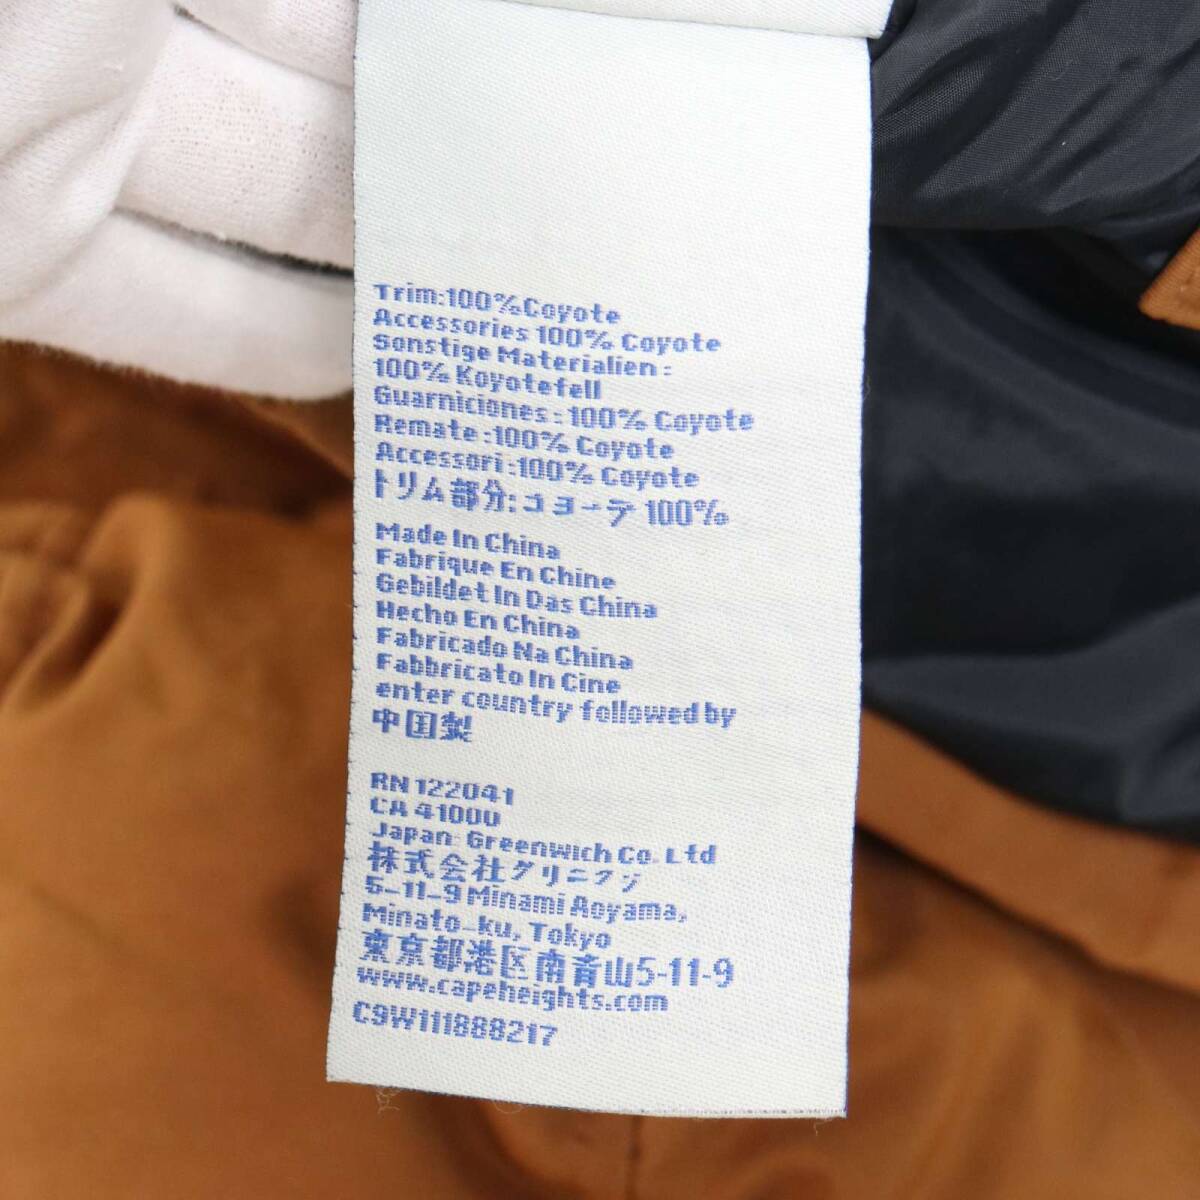 Trim:100%Coyote
Accessories 100% Coyote
Sonstige Materialien:
100% Koyotefell
Guarniciones: 100% Coyote
Remate:100% Coyote
Accessori:100% Coyote
トリム部分: コヨーテ 100%
Made In China
Fabrique En Chine
Gebildet In Das China
Hecho En China
Fabricado Na China
Fabbricato In Cine
enter country followed by
中国製
RN 122041
CA 41000
Japan- Greenwich Co. Ltd
株式会社グリニクゾ
5-11-9 Minami Aoyama,
Minato-ku, Tokyo
東京都港区南青山5-11-9
www.capeheights.com
C9W111888217